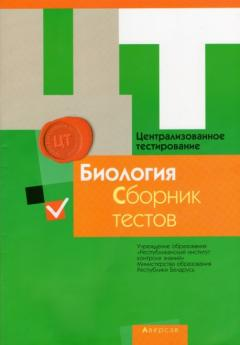 ЦТ
ЦТ
Централизованное
тестирование
Биология
Сборник
тестов
Учреждение образования
«Республиканский институт
контроля знаний»
Министерства образования
Республики Беларусь
Аверсэв